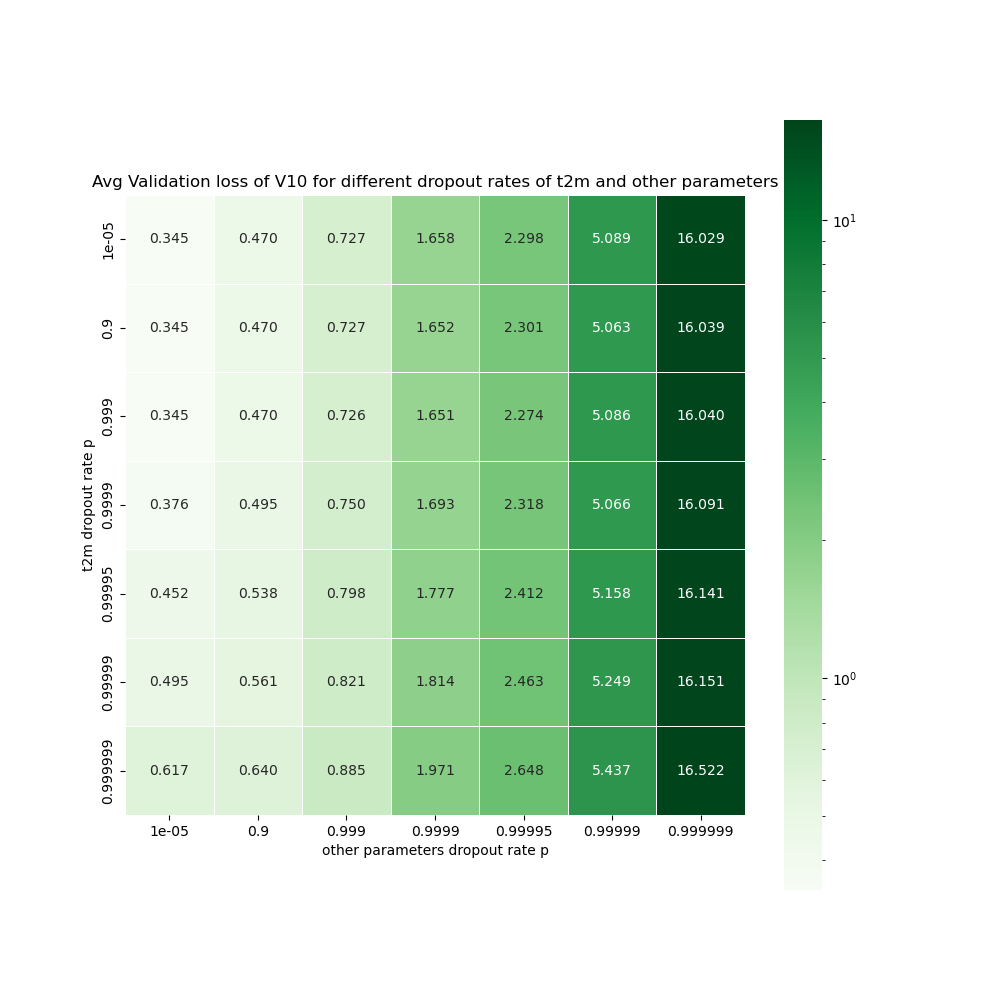 Avg Validation loss of V10 for different dropout rates of t2m and other parameters
t2m dropout rate p
1e-05 0.345 0.470 0.727 1.658 2.298 5.089 16.029
0.9 0.345 0.470 0.727 1.652 2.301 5.063 16.039
0.999 0.345 0.470 0.726 1.651 2.274 5.086 16.040
0.9999 0.376 0.495 0.750 1.693 2.318 5.066 16.091
0.99995 0.452 0.538 0.798 1.777 2.412 5.158 16.141
0.99999 0.495 0.561 0.821 1.814 2.463 5.249 16.151
0.999999 0.617 0.640 0.885 1.971 2.648 5.437 16.522
1e-05 0.9 0.999 0.9999 0.99995 0.99999 0.999999
other parameters dropout rate p
10¹
10⁰